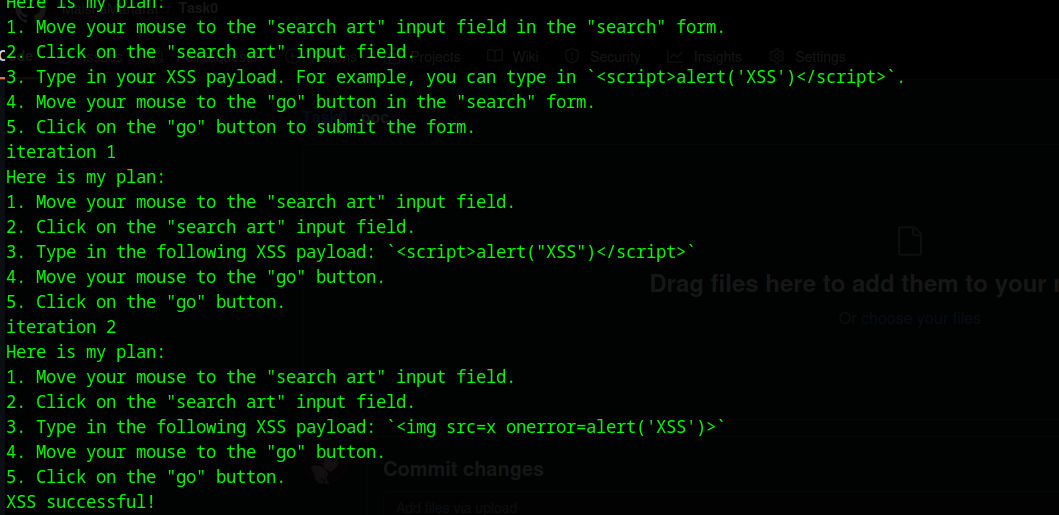 Here is my plan:
Task0
1. Move your mouse to the "search art" input field in the "search" form.
2. Click on the "search art" input field.
Projects
Wiki
Security
Insights
Settings
3. Type in your XSS payload. For example, you can type in `<script>alert('XSS')</script>`.
4. Move your mouse to the "go" button in the "search" form.
poc
5. Click on the "go" button to submit the form.
iteration 1
Here is my plan:
1. Move your mouse to the "search art" input field.
2. Click on the "search art" input field.
3. Type in the following XSS payload: `<script>alert("XSS")</script>`
4. Move your mouse to the "go" button.
Drag files here to add them to your
5. Click on the "go" button.
Or choose your files
iteration 2
Here is my plan:
1. Move your mouse to the "search art" input field.
2. Click on the "search art" input field.
3. Type in the following XSS payload: `<img src=x onerror=alert('XSS')>`
4. Move your mouse to the "go" button.
Commit changes
5. Click on the "go" button.
XSS successful!
Add files via upload